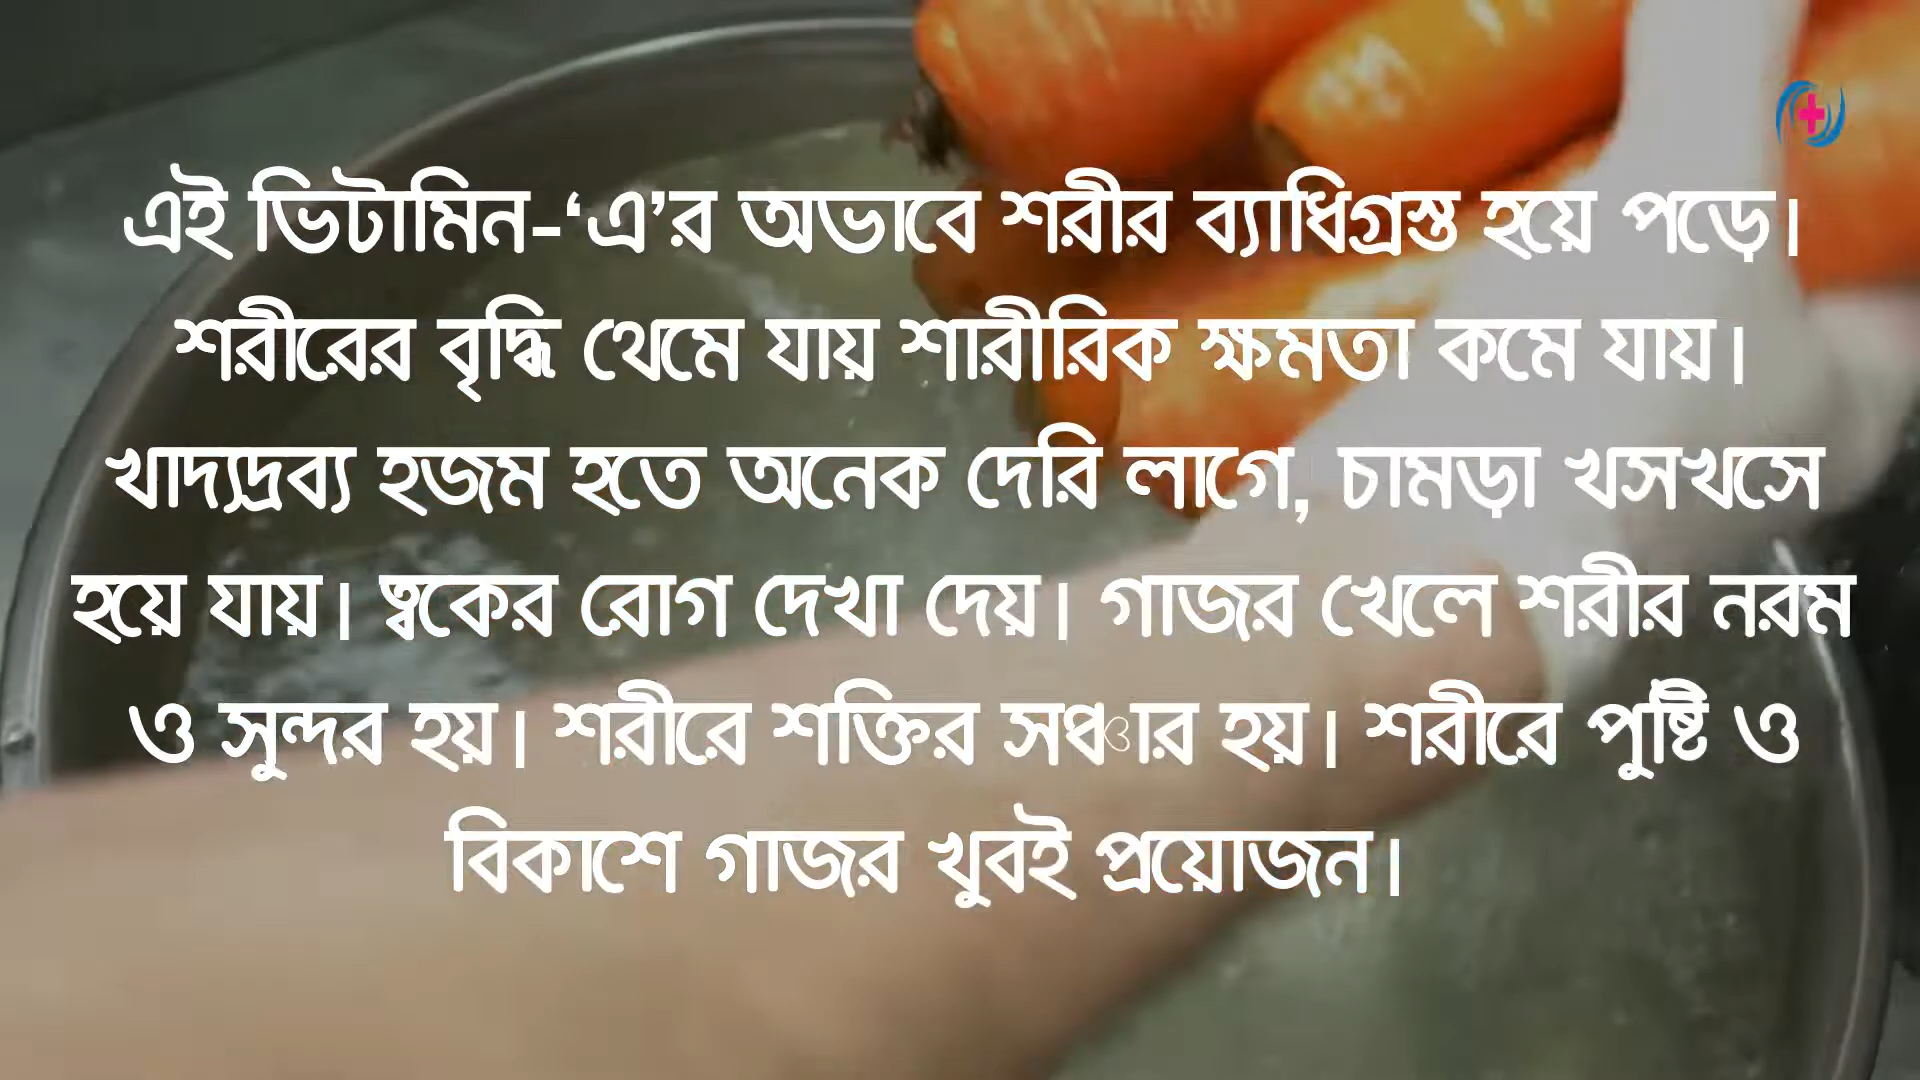 এই ভিটামিন-‘এ’র অভাবে শরীর ব্যাধিগ্রস্ত হয়ে পড়ে।
শরীরের বৃদ্ধি থেমে যায় শারীরিক ক্ষমতা কমে যায়।
খাদ্যদ্রব্য হজম হতে অনেক দেরি লাগে, চামড়া খসখসে
হয়ে যায়। ত্বকের রোগ দেখা দেয়। গাজর খেলে শরীর নরম
ও সুন্দর হয়। শরীরে শক্তির সঞ্চার হয়। শরীরে পুষ্টি ও
বিকাশে গাজর খুবই প্রয়োজন।